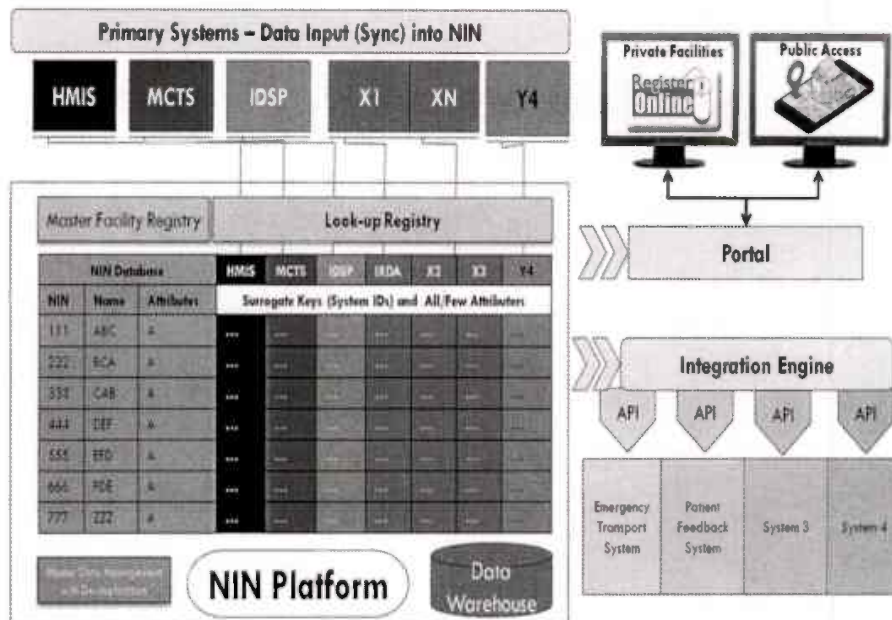 Primary Systems – Data Input (Sync) into NIN
HMIS MCTS IDSP X1 XN Y4
Private Facilities
Register
Online
Public Access
Master Facility Registry
Look-up Registry
Portal
NIN Database HMIS MCTS IDSP IRDA X2 X3 Y4
NIN Name Attributes Surrogate Keys (System IDs) and All/Few Attributes
111 ABC A ... ... ... ... ... ... ...
222 BCA A ... ... ... ... ... ... ...
333 CAB A ... ... ... ... ... ... ...
444 DEF A ... ... ... ... ... ... ...
555 EFD A ... ... ... ... ... ... ...
666 FDE A ... ... ... ... ... ... ...
777 ZZZ A ... ... ... ... ... ... ...
Integration Engine
API API API API
Emergency
Transport
System
Patient
Feedback
System
System 3
System 4
NIN Platform
Data
Warehouse